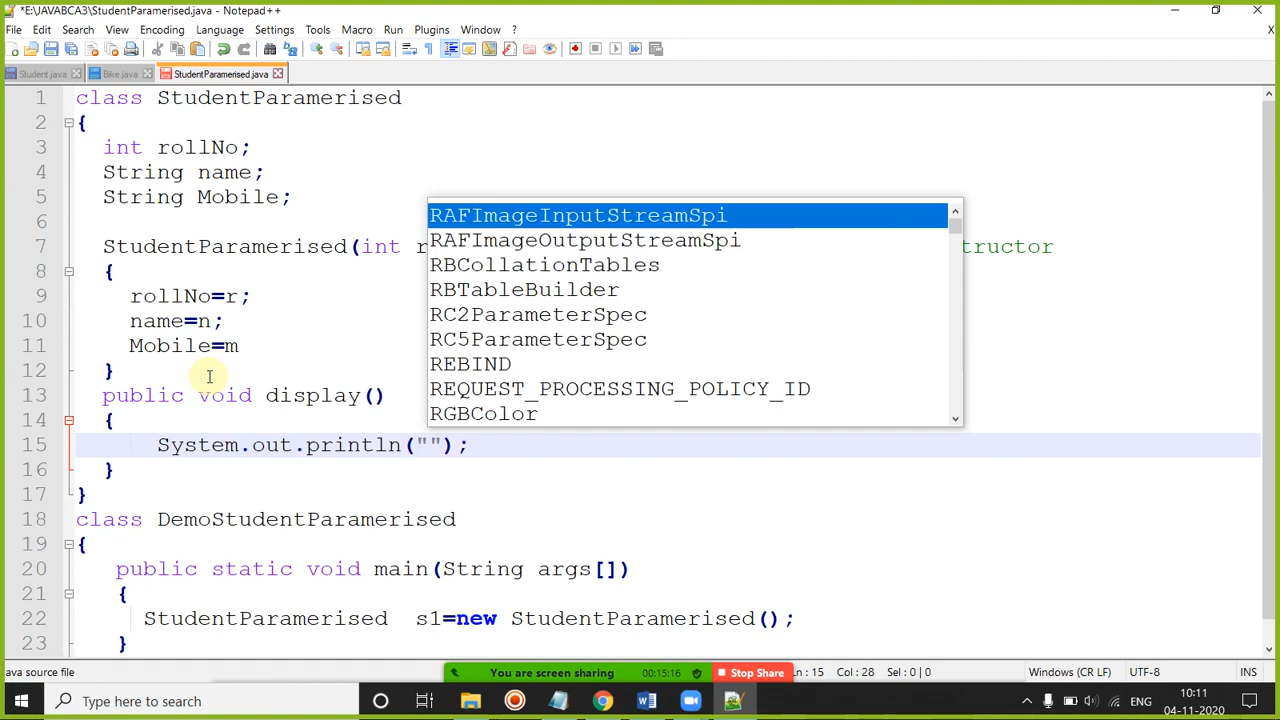 *E:\JAVABCA3\StudentParamerised.java - Notepad++
File Edit Search View Encoding Language Settings Tools Macro Run Plugins Window ? X
Student.java Bike.java StudentParamerised.java
1 class StudentParamerised
2 {
3 int rollNo;
4 String name;
5 String Mobile;
6
7 StudentParamerised(int r tructor
8 {
9 rollNo=r;
10 name=n;
11 Mobile=m
12 }
13 public void display()
14 {
15 System.out.println("");
16 }
17 }
18 class DemoStudentParamerised
19 {
20 public static void main(String args[])
21 {
22 StudentParamerised s1=new StudentParamerised();
23 }
RAFImageInputStreamSpi
RAFImageOutputStreamSpi
RBCollationTables
RBTableBuilder
RC2ParameterSpec
RC5ParameterSpec
REBIND
REQUEST_PROCESSING_POLICY_ID
RGBColor
ava source file You are screen sharing 00:15:16 Stop Share Ln : 15 Col : 28 Sel : 0 | 0 Windows (CR LF) UTF-8 INS
Type here to search ENG 10:11
04-11-2020